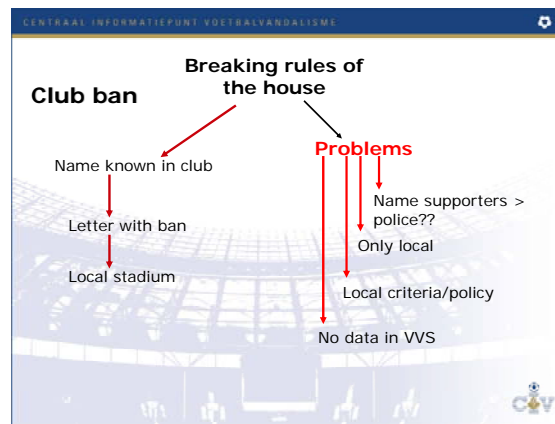 CENTRAAL INFORMATIEPUNT VOETBALVANDALISME
Breaking rules of
the house
Club ban
Problems
Name known in club
Name supporters >
police??
Letter with ban
Only local
Local stadium
Local criteria/policy
No data in VVS
CIV